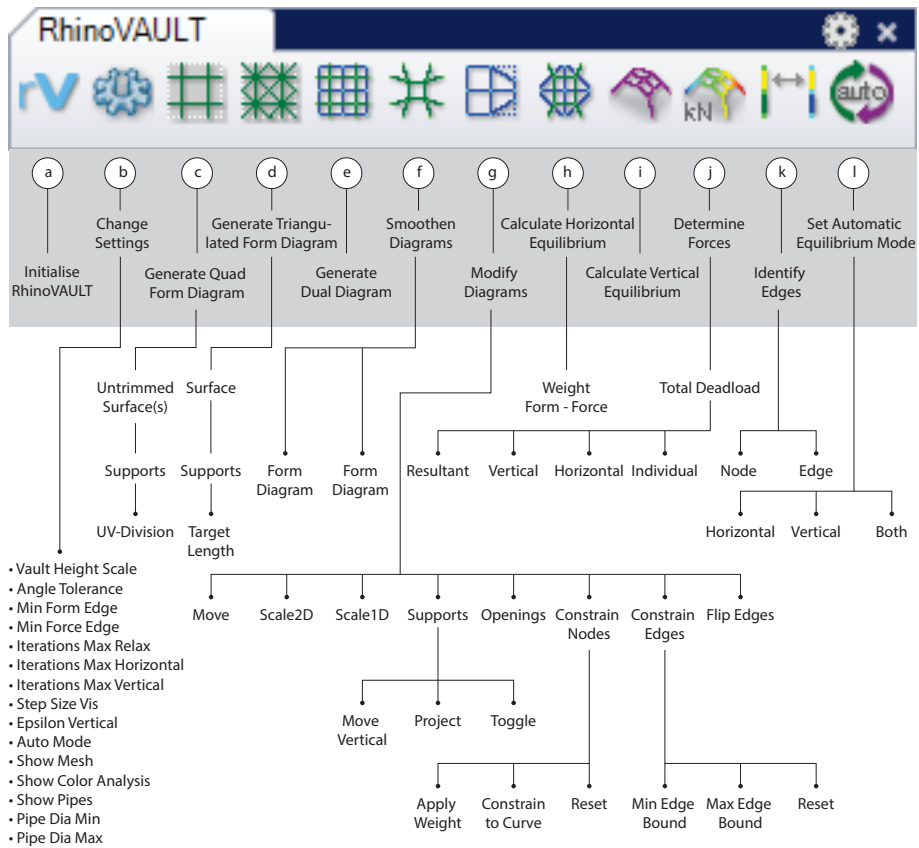 RhinoVAULT
rV
kN
auto
a
b
c
d
e
f
g
h
i
j
k
l
Initialise
RhinoVAULT
Change
Settings
Generate Quad
Form Diagram
Generate Triangu-
lated Form Diagram
Generate
Dual Diagram
Smoothen
Diagrams
Modify
Diagrams
Calculate Horizontal
Equilibrium
Calculate Vertical
Equilibrium
Determine
Forces
Identify
Edges
Set Automatic
Equilibrium Mode
Untrimmed
Surface(s)
Supports
UV-Division
Surface
Supports
Target
Length
Form
Diagram
Form
Diagram
Weight
Form - Force
Total Deadload
Resultant
Vertical
Horizontal
Individual
Node
Edge
Horizontal
Vertical
Both
• Vault Height Scale
• Angle Tolerance
• Min Form Edge
• Min Force Edge
• Iterations Max Relax
• Iterations Max Horizontal
• Iterations Max Vertical
• Step Size Vis
• Epsilon Vertical
• Auto Mode
• Show Mesh
• Show Color Analysis
• Show Pipes
• Pipe Dia Min
• Pipe Dia Max
Move
Scale2D
Scale1D
Supports
Openings
Constrain
Nodes
Constrain
Edges
Flip Edges
Move
Vertical
Project
Toggle
Apply
Weight
Constrain
to Curve
Reset
Min Edge
Bound
Max Edge
Bound
Reset